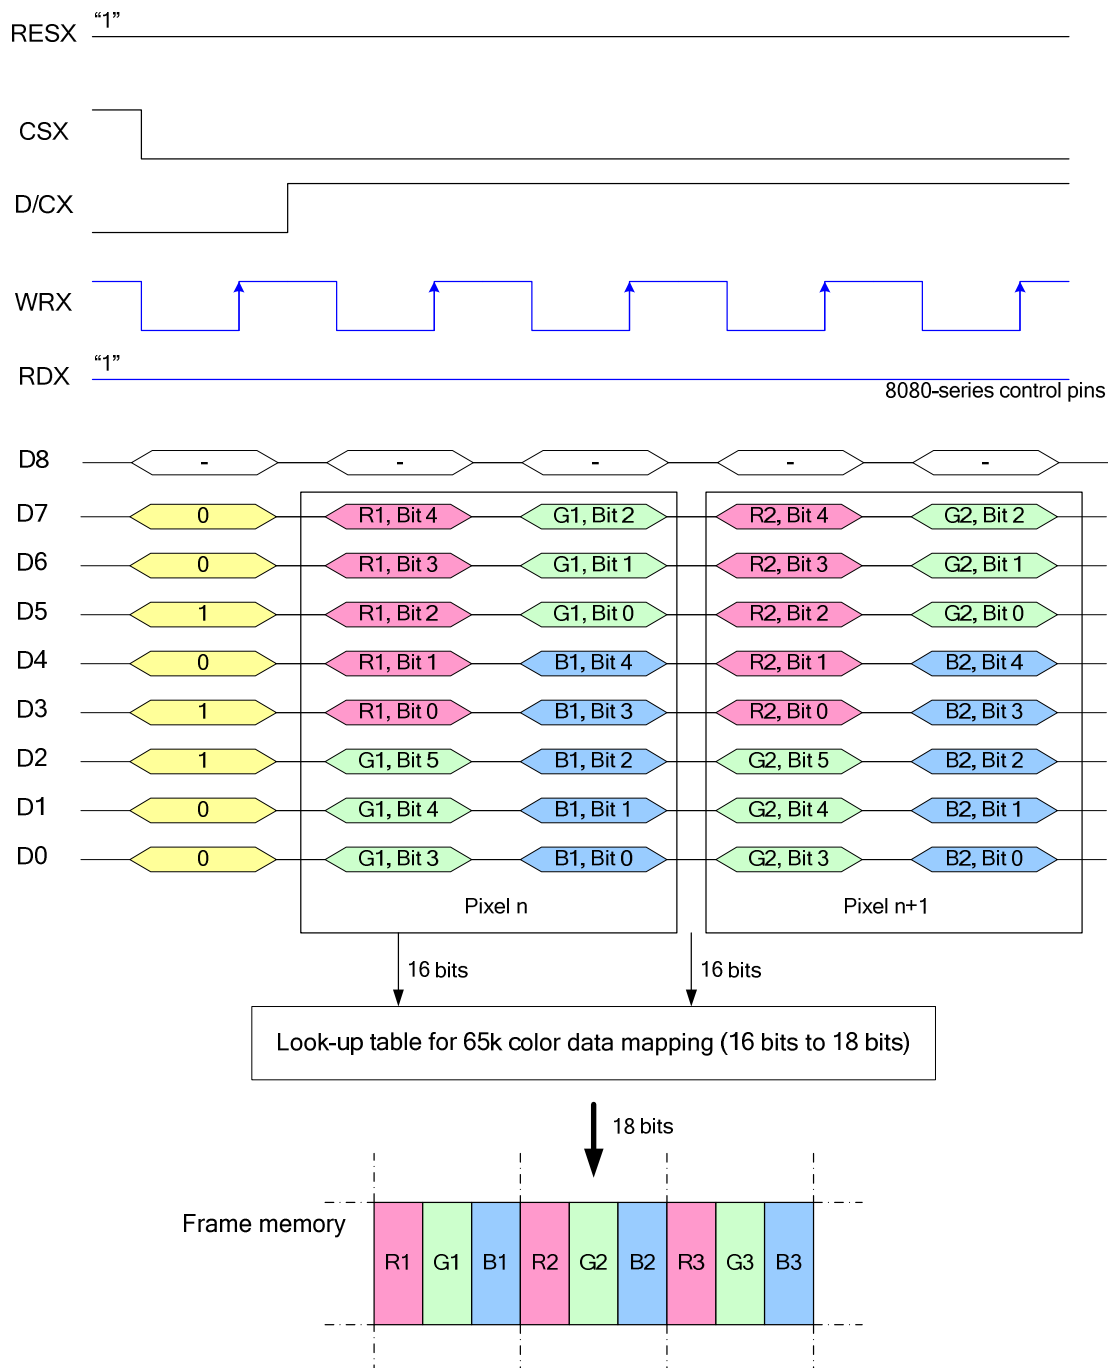 RESX “1”
CSX
D/CX
WRX
RDX “1”
8080-series control pins
D8 - - - - -
D7 0 R1, Bit 4 G1, Bit 2 R2, Bit 4 G2, Bit 2
D6 0 R1, Bit 3 G1, Bit 1 R2, Bit 3 G2, Bit 1
D5 1 R1, Bit 2 G1, Bit 0 R2, Bit 2 G2, Bit 0
D4 0 R1, Bit 1 B1, Bit 4 R2, Bit 1 B2, Bit 4
D3 1 R1, Bit 0 B1, Bit 3 R2, Bit 0 B2, Bit 3
D2 1 G1, Bit 5 B1, Bit 2 G2, Bit 5 B2, Bit 2
D1 0 G1, Bit 4 B1, Bit 1 G2, Bit 4 B2, Bit 1
D0 0 G1, Bit 3 B1, Bit 0 G2, Bit 3 B2, Bit 0
Pixel n Pixel n+1
16 bits 16 bits
Look-up table for 65k color data mapping (16 bits to 18 bits)
18 bits
Frame memory
R1 G1 B1 R2 G2 B2 R3 G3 B3